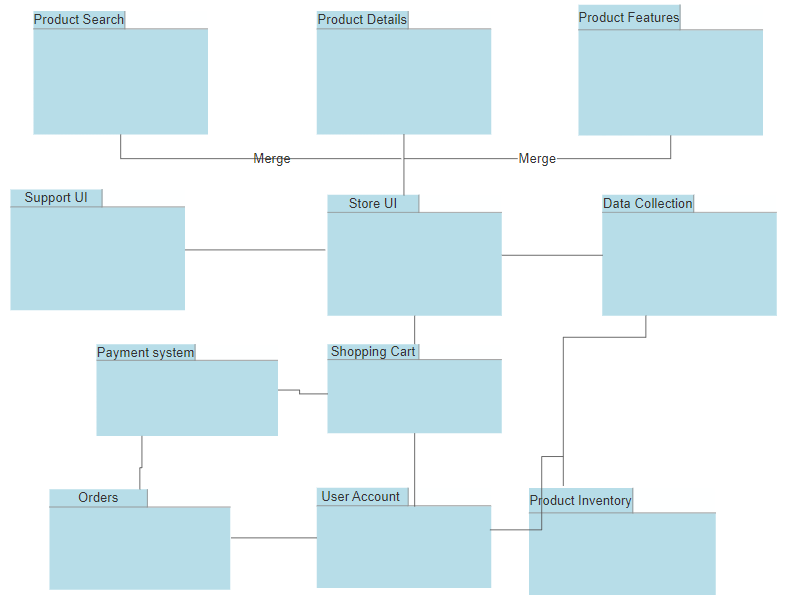 Product Search
Product Details
Product Features
Merge
Merge
Support UI
Store UI
Data Collection
Payment system
Shopping Cart
Orders
User Account
Product Inventory